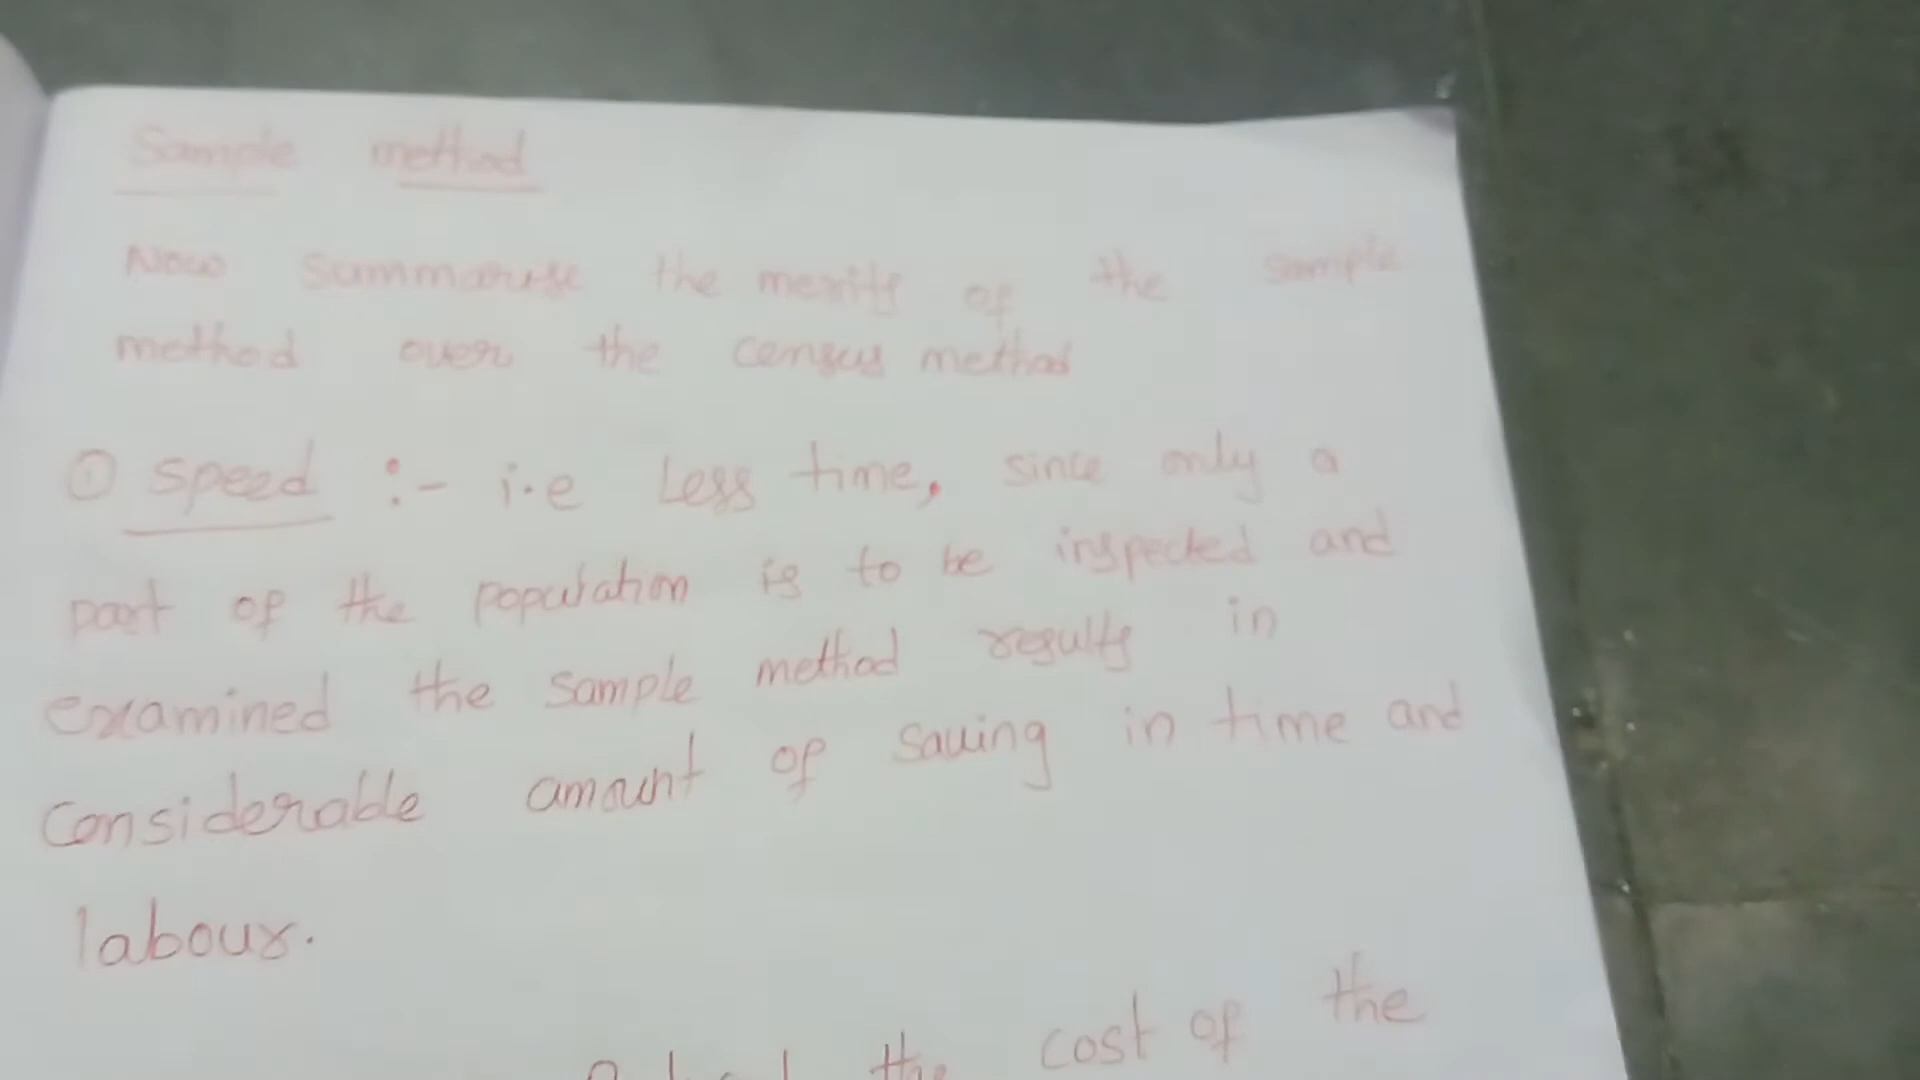 Sample method
Now summarise the merits of the sample
method over the census method
① speed :- i.e Less time, since only a
part of the population is to be inspected and
examined the sample method results in
considerable amount of saving in time and
labour.
the cost of the